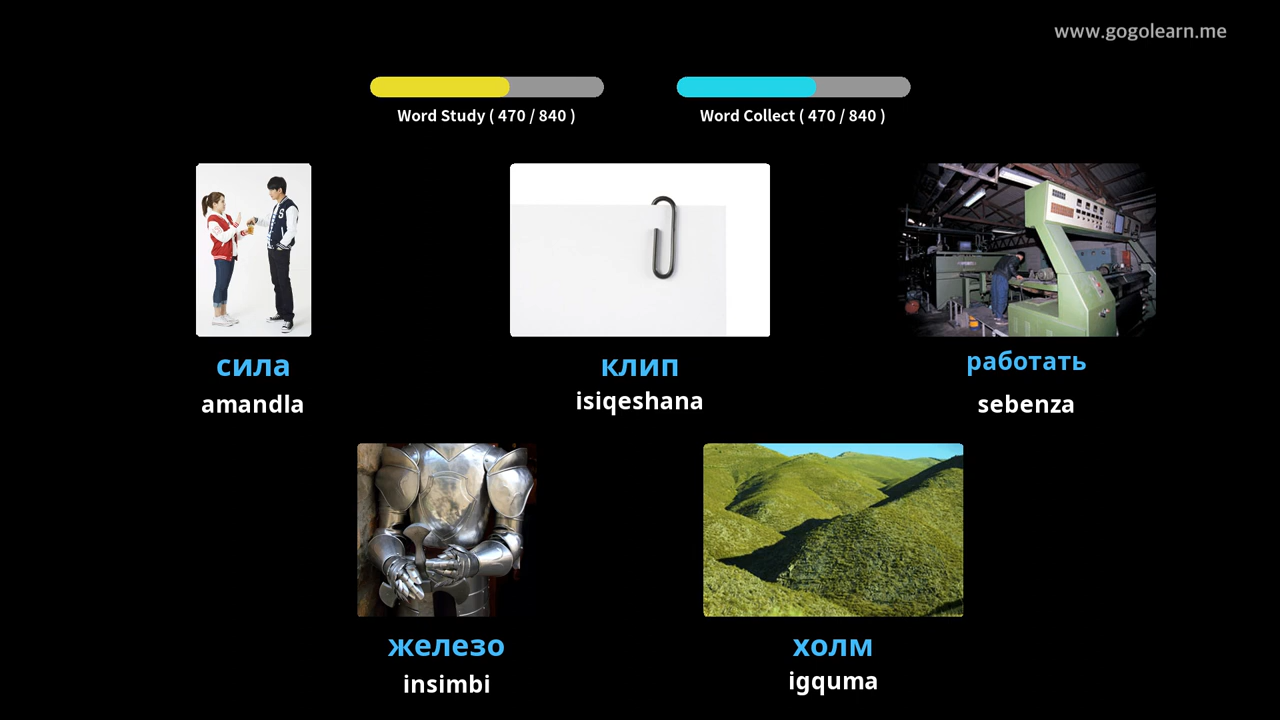 www.gogolearn.me
Word Study ( 470 / 840 )
Word Collect ( 470 / 840 )
сила
amandla
клип
isiqeshana
работать
sebenza
железо
insimbi
холм
igquma